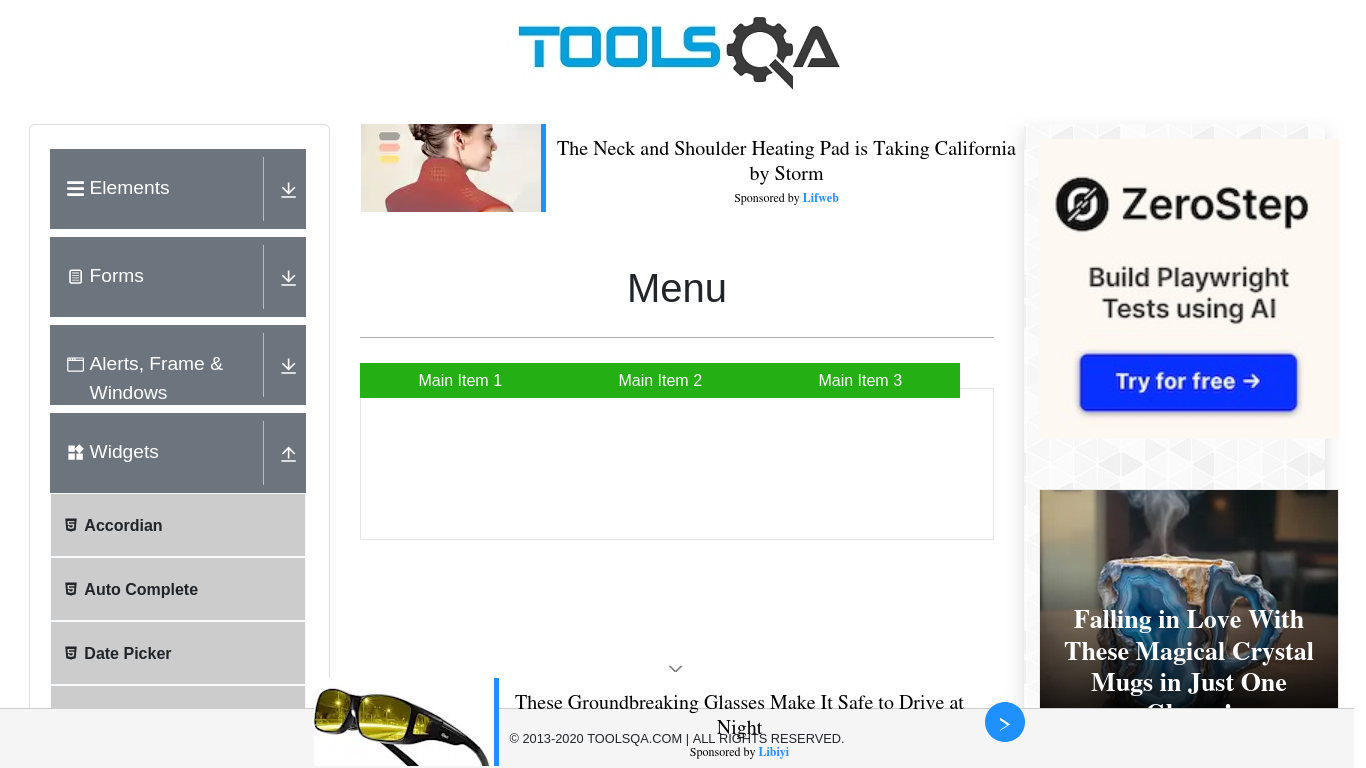 TOOLSQA
Elements
Forms
Alerts, Frame &
Windows
Widgets
Accordian
Auto Complete
Date Picker
The Neck and Shoulder Heating Pad is Taking California
by Storm
Sponsored by Lifweb
Menu
Main Item 1
Main Item 2
Main Item 3
ZeroStep
Build Playwright
Tests using AI
Try for free →
Falling in Love With
These Magical Crystal
Mugs in Just One
These Groundbreaking Glasses Make It Safe to Drive at
Night
© 2013-2020 TOOLSQA.COM | ALL RIGHTS RESERVED.
Sponsored by Libiyi